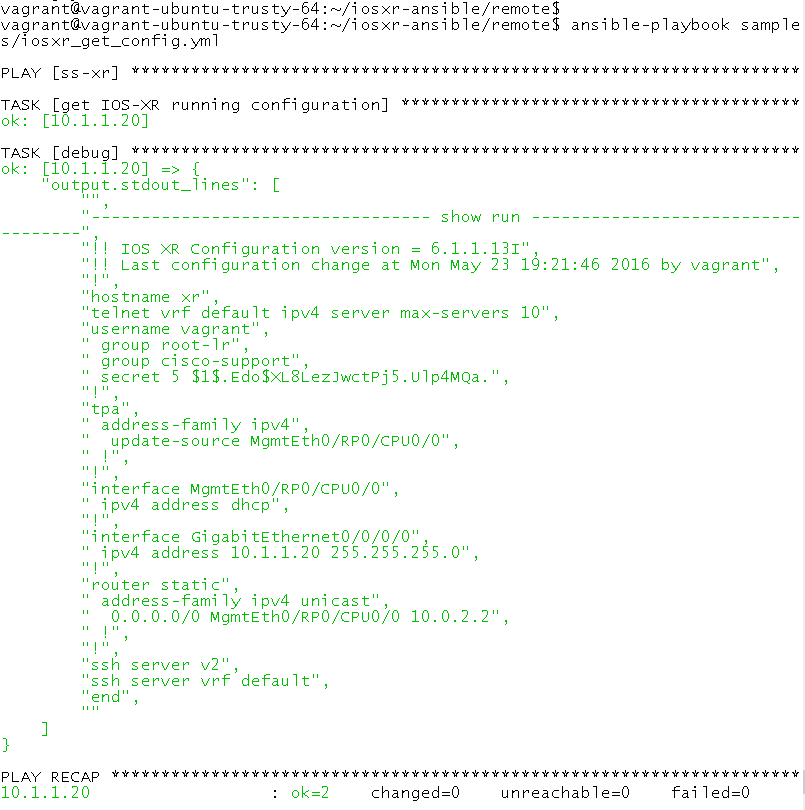 vagrant@vagrant-ubuntu-trusty-64:~/iosxr-ansible/remote$
vagrant@vagrant-ubuntu-trusty-64:~/iosxr-ansible/remote$ ansible-playbook sample
s/iosxr_get_config.yml

PLAY [ss-xr] *******************************************************************

TASK [get IOS-XR running configuration] ****************************************
ok: [10.1.1.20]

TASK [debug] *******************************************************************
ok: [10.1.1.20] => {
    "output.stdout_lines": [
        "",
        "---------------------------------- show run ---------------------------
--------",
        "!! IOS XR Configuration version = 6.1.1.13I",
        "!! Last configuration change at Mon May 23 19:21:46 2016 by vagrant",
        "!",
        "hostname xr",
        "telnet vrf default ipv4 server max-servers 10",
        "username vagrant",
        " group root-lr",
        " group cisco-support",
        " secret 5 $1$.Edo$XL8LezJwctPj5.Ulp4MQa.",
        "!",
        "tpa",
        " address-family ipv4",
        "  update-source MgmtEth0/RP0/CPU0/0",
        " !",
        "!",
        "interface MgmtEth0/RP0/CPU0/0",
        " ipv4 address dhcp",
        "!",
        "interface GigabitEthernet0/0/0/0",
        " ipv4 address 10.1.1.20 255.255.255.0",
        "!",
        "router static",
        " address-family ipv4 unicast",
        "  0.0.0.0/0 MgmtEth0/RP0/CPU0/0 10.0.2.2",
        " !",
        "!",
        "ssh server v2",
        "ssh server vrf default",
        "end",
        ""
    ]
}

PLAY RECAP *********************************************************************
10.1.1.20                  : ok=2    changed=0    unreachable=0    failed=0